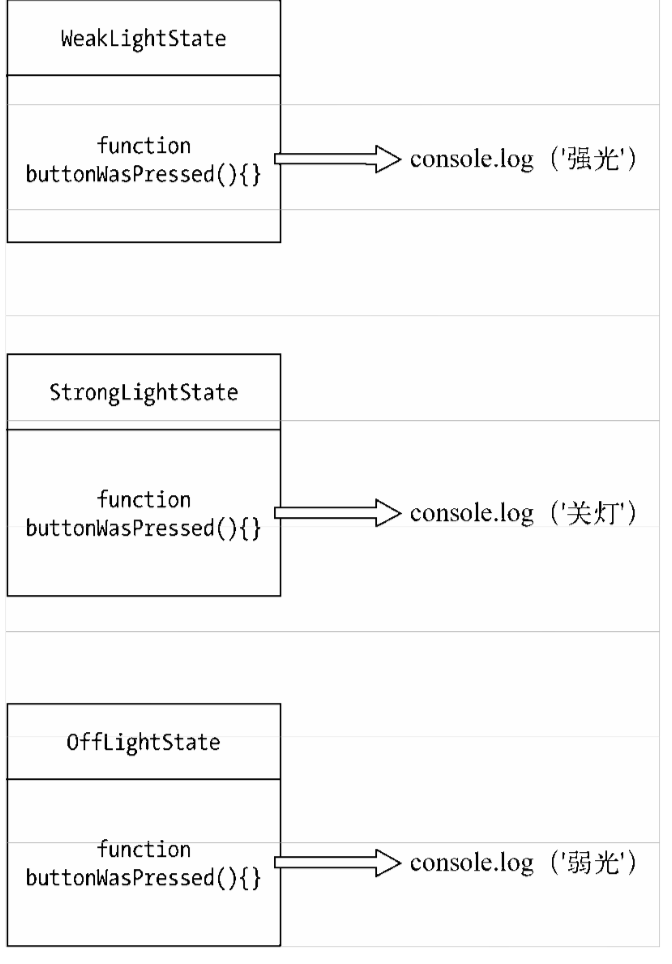 WeakLightState
function
buttonWasPressed(){}
console.log（'强光'）
StrongLightState
function
buttonWasPressed(){}
console.log（'关灯'）
OffLightState
function
buttonWasPressed(){}
console.log（'弱光'）